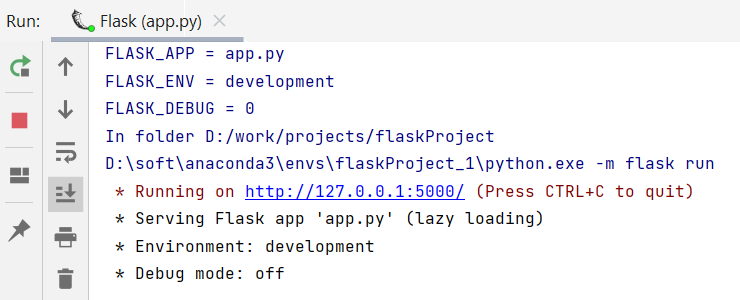 Run: Flask (app.py)
FLASK_APP = app.py
FLASK_ENV = development
FLASK_DEBUG = 0
In folder D:/work/projects/flaskProject
D:\soft\anaconda3\envs\flaskProject_1\python.exe -m flask run
* Running on http://127.0.0.1:5000/ (Press CTRL+C to quit)
* Serving Flask app 'app.py' (lazy loading)
* Environment: development
* Debug mode: off